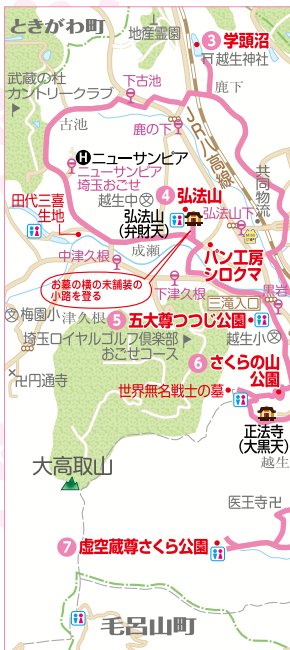 ときがわ町
地産霊園
3 学頭沼
越生神社
武蔵の杜
カントリークラブ
下古池
鹿下
古池
鹿の下
JR八高線
H ニューサンピア
ニューサンピア
埼玉おごせ
共同物流
越生中
4 弘法山
田代三喜
生地
弘法山
(弁財天)
弘法山下
成瀬
パン工房
シロクマ
中津久根
黒岩
お墓の横の未舗装の
小路を登る
下津久根
三滝入口
梅園小
津久根
5 五大尊つつじ公園
越生小
埼玉ロイヤルゴルフ倶楽部
おごせコース
6 さくらの山
公園
卍円通寺
世界無名戦士の墓
正法寺
(大黒天)
越生
大高取山
医王寺卍
7 虚空蔵尊さくら公園
毛呂山町